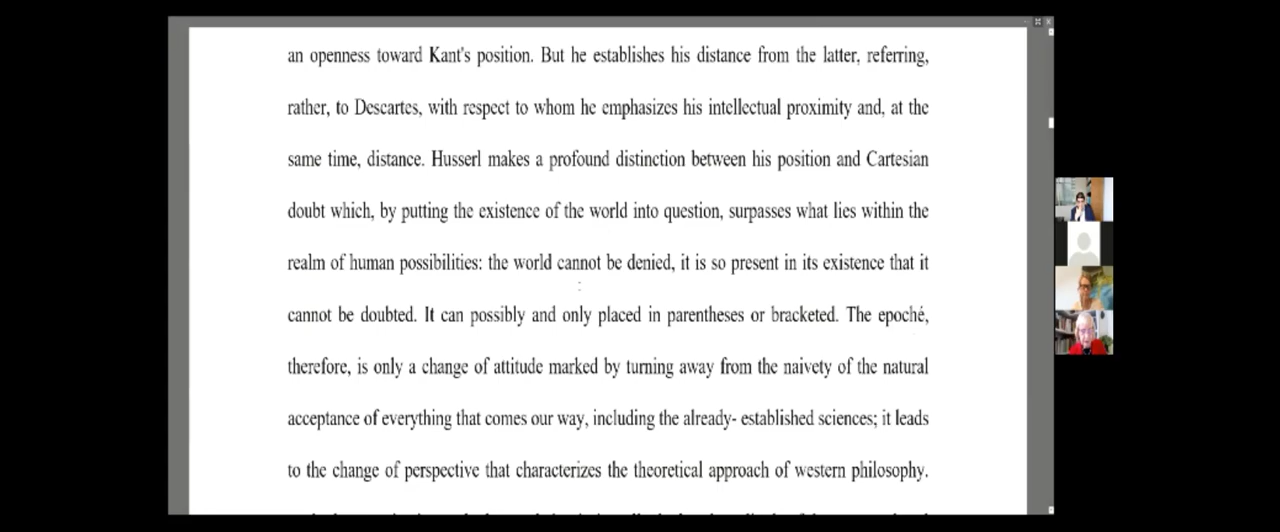 an openness toward Kant's position. But he establishes his distance from the latter, referring,
rather, to Descartes, with respect to whom he emphasizes his intellectual proximity and, at the
same time, distance. Husserl makes a profound distinction between his position and Cartesian
doubt which, by putting the existence of the world into question, surpasses what lies within the
realm of human possibilities: the world cannot be denied, it is so present in its existence that it
cannot be doubted. It can possibly and only placed in parentheses or bracketed. The epoché,
therefore, is only a change of attitude marked by turning away from the naivety of the natural
acceptance of everything that comes our way, including the already- established sciences; it leads
to the change of perspective that characterizes the theoretical approach of western philosophy.